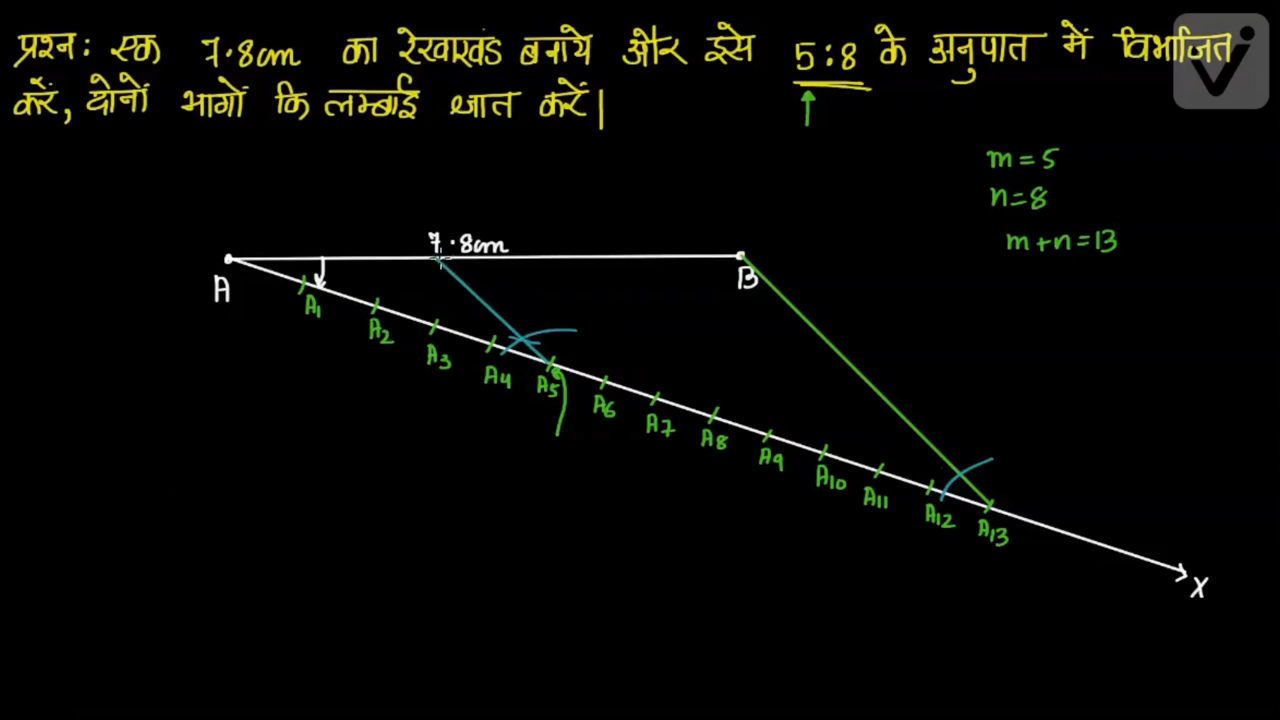 प्रश्न: एक 7.8cm का रेखाखंड बनाये और इसे 5:8 के अनुपात में विभाजित
करें, दोनों भागों कि लम्बाई ज्ञात करें|
m=5
n=8
m+n=13
7.8cm
A
B
A1
A2
A3
A4
A5
A6
A7
A8
A9
A10
A11
A12
A13
X